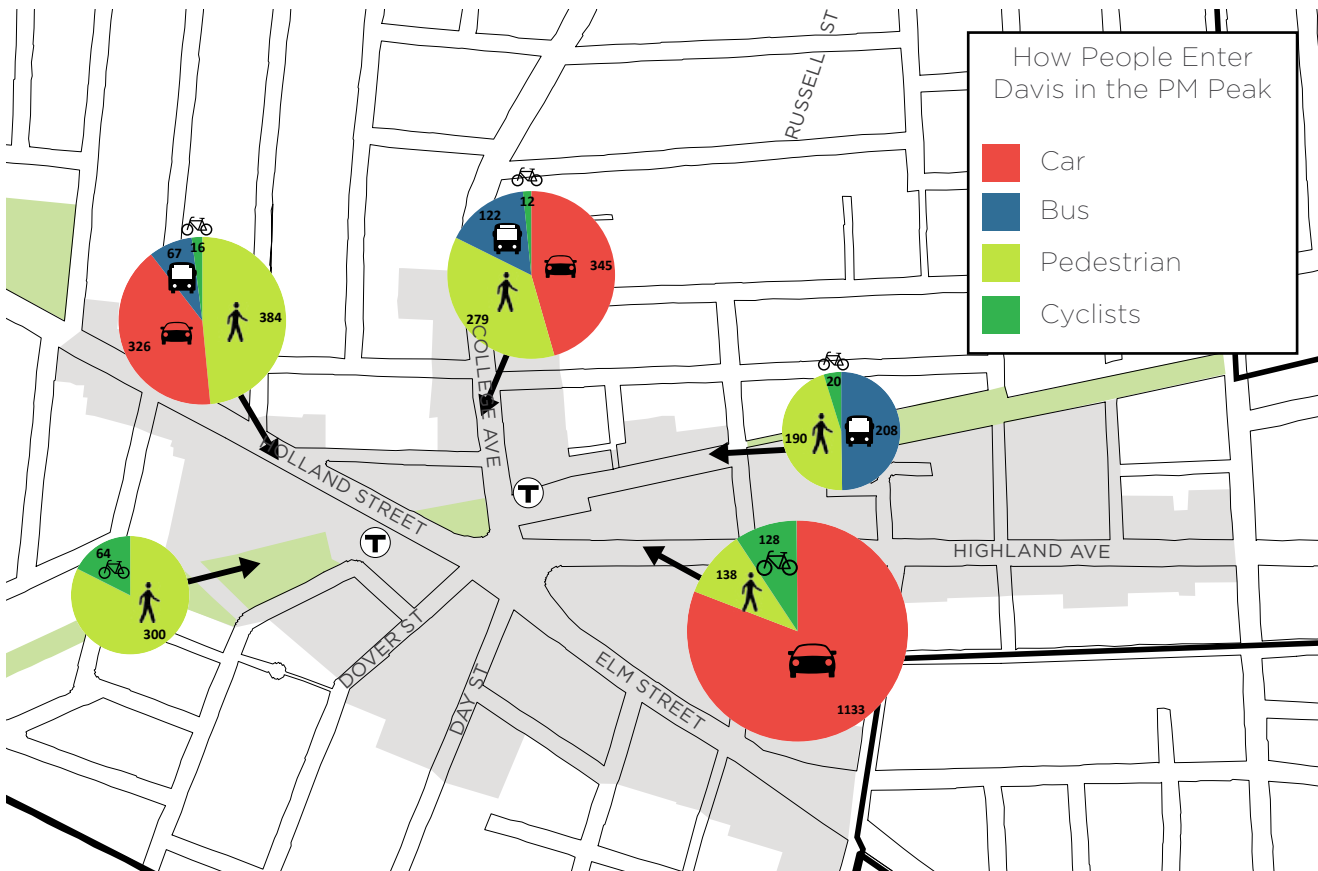 RUSSELL ST
How People Enter
Davis in the PM Peak
Car
Bus
Pedestrian
Cyclists
12
122
345
279
67
16
384
326
COLLEGE AVE
20
190
208
HOLLAND STREET
T
T
128
138
1133
HIGHLAND AVE
64
300
DOVER ST
DAY ST
ELM STREET